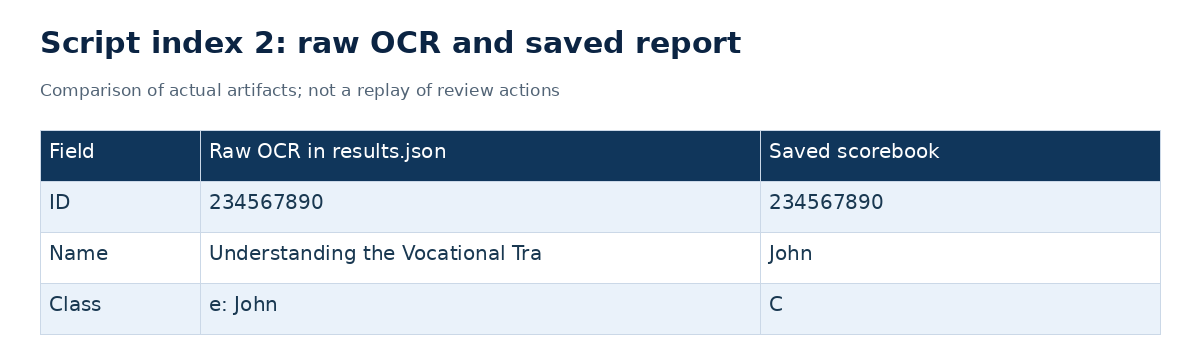 Script index 2: raw OCR and saved report
Comparison of actual artifacts; not a replay of review actions
Field Raw OCR in results.json Saved scorebook
ID 234567890 234567890
Name Understanding the Vocational Tra John
Class e: John C